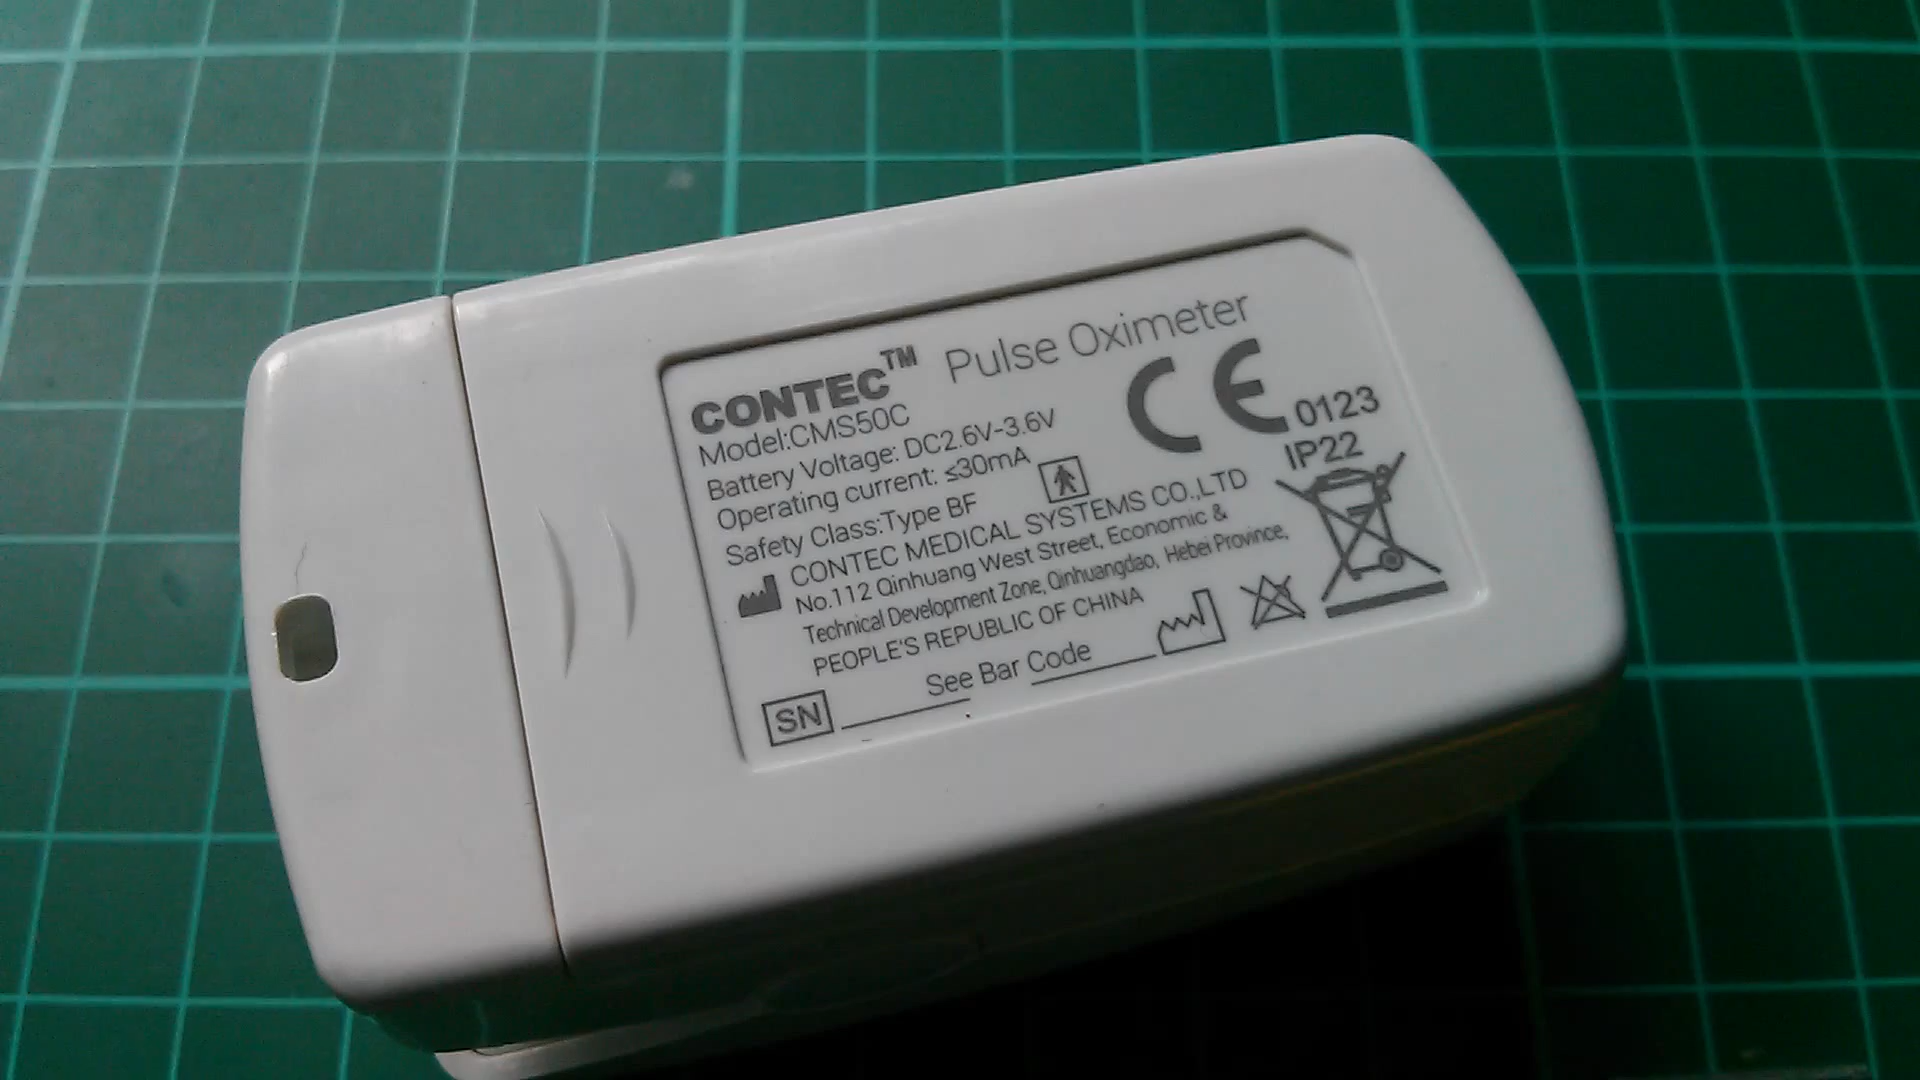 CONTEC™ Pulse Oximeter
Model:CMS50C
Battery Voltage: DC2.6V-3.6V
Operating current: ≤30mA
Safety Class:Type BF
CE 0123
IP22
CONTEC MEDICAL SYSTEMS CO.,LTD
No.112 Qinhuang West Street, Economic &
Technical Development Zone, Qinhuangdao, Hebei Province,
PEOPLE'S REPUBLIC OF CHINA
See Bar Code
SN